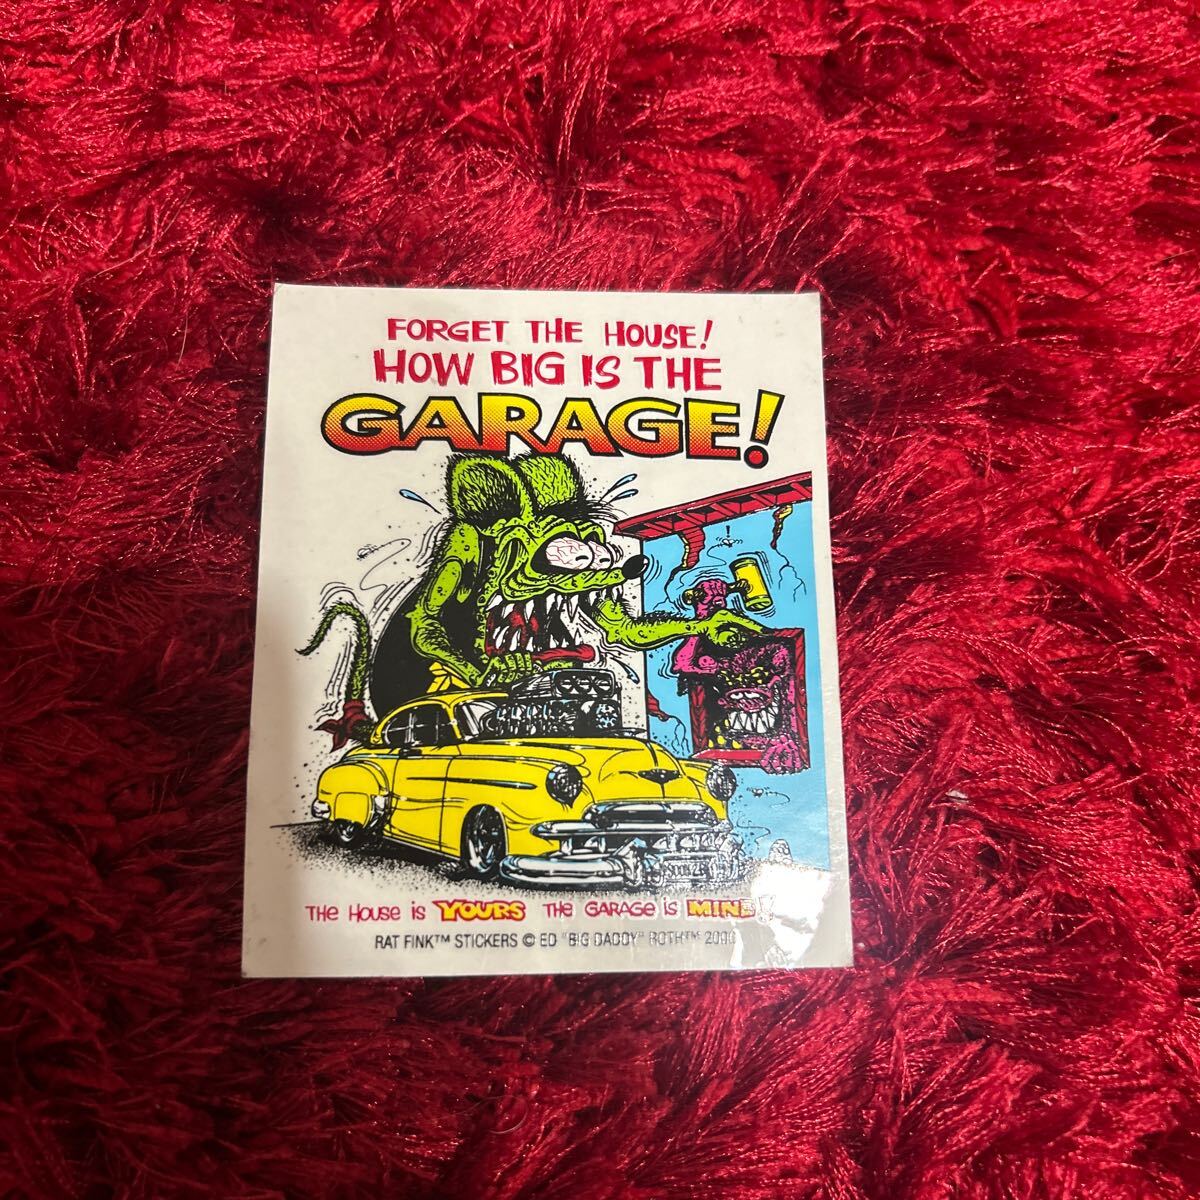 FORGET THE HOUSE!
HOW BIG IS THE
GARAGE!
!
THE HOUSE IS YOURS THE GARAGE IS MINE!
RAT FINK™ STICKERS © ED "BIG DADDY" ROTH™ 2000